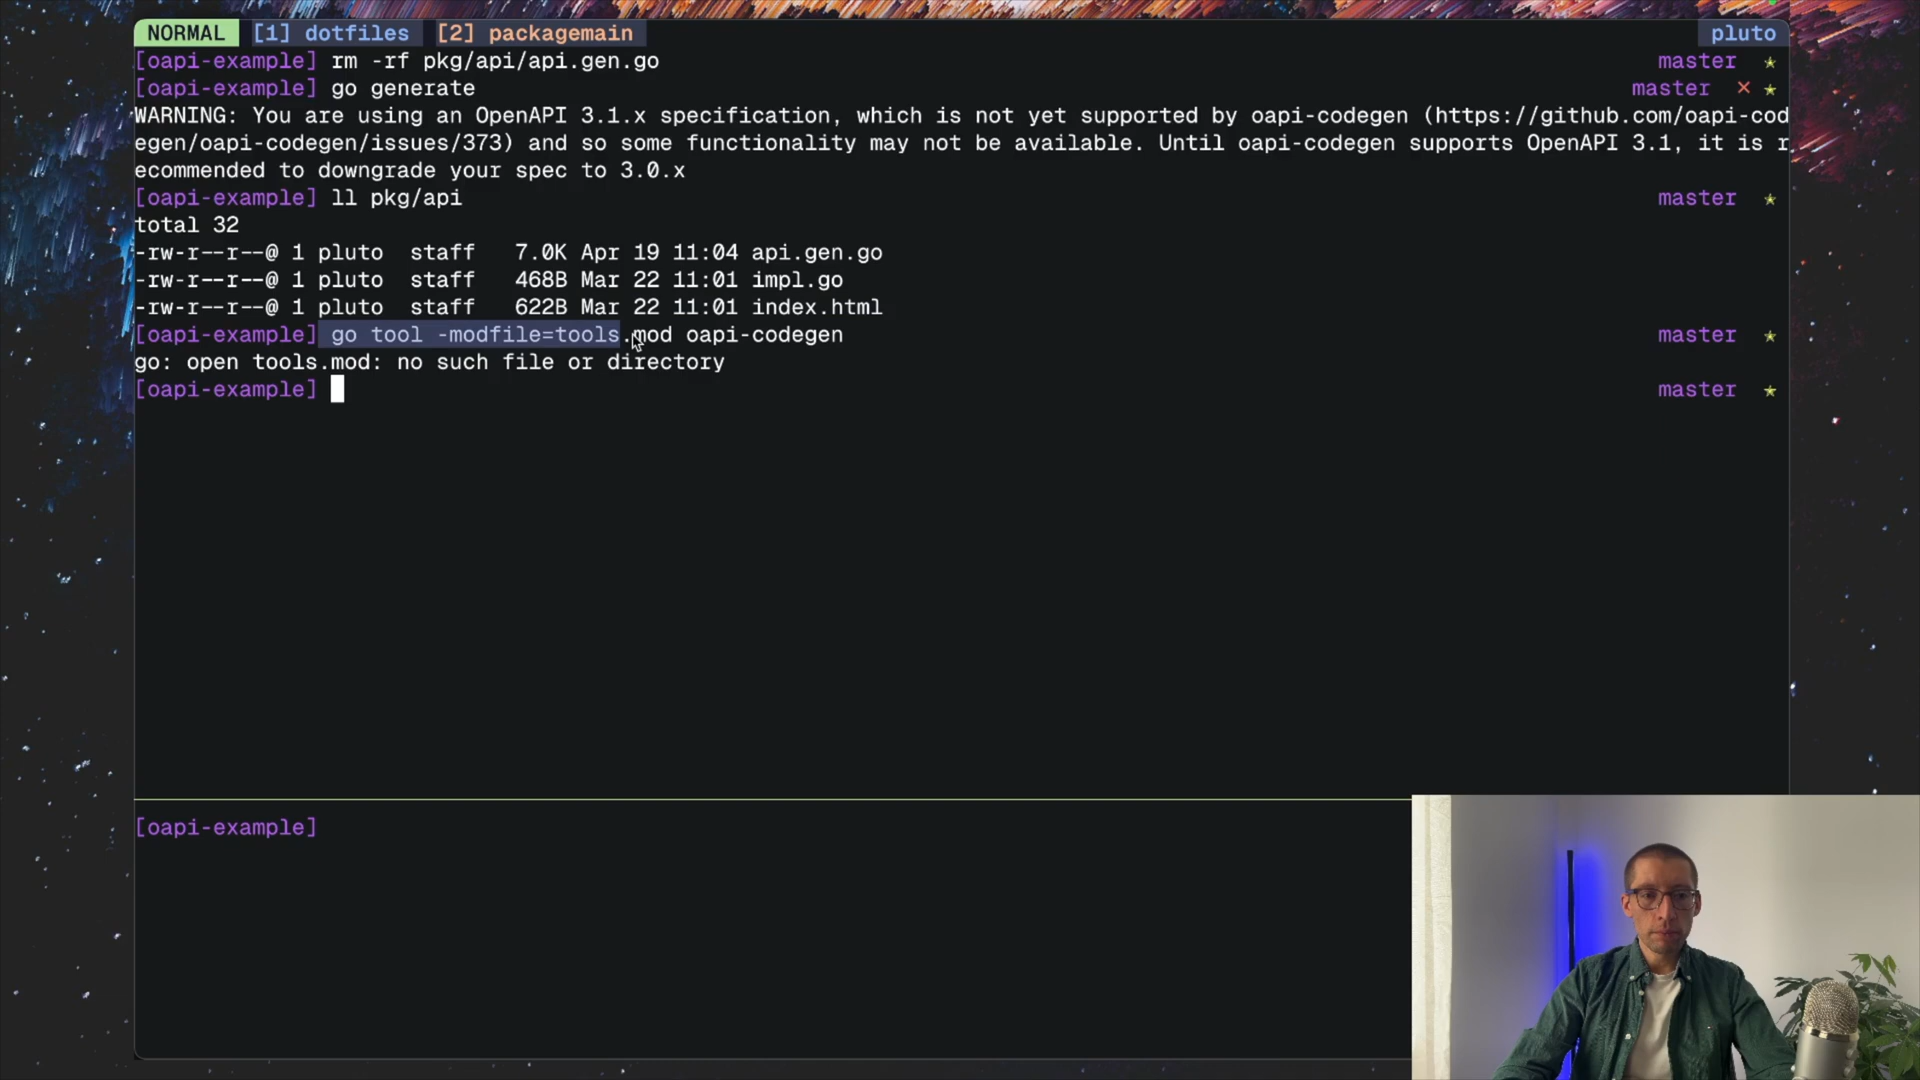 NORMAL [1] dotfiles [2] packagemain pluto
[oapi-example] rm -rf pkg/api/api.gen.go master ★
[oapi-example] go generate master × ★
WARNING: You are using an OpenAPI 3.1.x specification, which is not yet supported by oapi-codegen (https://github.com/oapi-cod
egen/oapi-codegen/issues/373) and so some functionality may not be available. Until oapi-codegen supports OpenAPI 3.1, it is r
ecommended to downgrade your spec to 3.0.x
[oapi-example] ll pkg/api master ★
total 32
-rw-r--r--@ 1 pluto staff 7.0K Apr 19 11:04 api.gen.go
-rw-r--r--@ 1 pluto staff 468B Mar 22 11:01 impl.go
-rw-r--r--@ 1 pluto staff 622B Mar 22 11:01 index.html
[oapi-example] go tool -modfile=tools.mod oapi-codegen master ★
go: open tools.mod: no such file or directory
[oapi-example] master ★
[oapi-example]